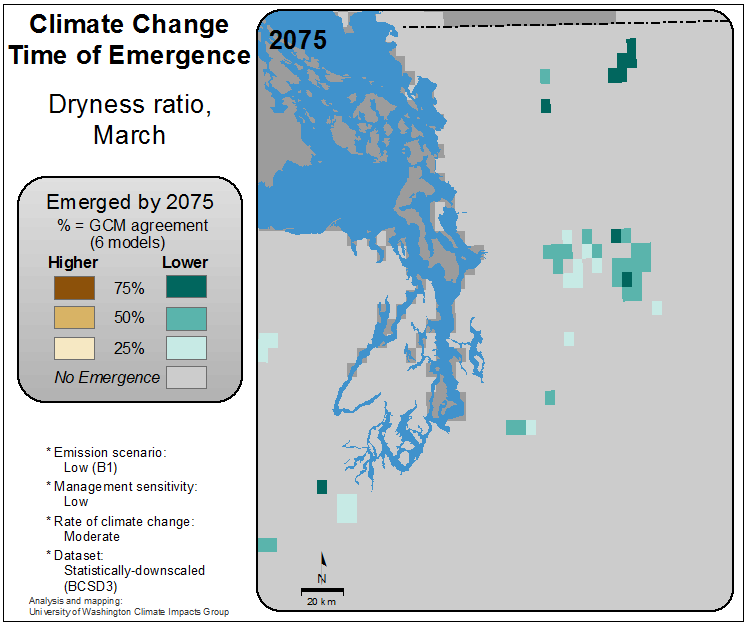 Climate Change
Time of Emergence
Dryness ratio,
March
Emerged by 2075
% = GCM agreement
(6 models)
Higher Lower
75%
50%
25%
No Emergence
* Emission scenario:
Low (B1)
* Management sensitivity:
Low
* Rate of climate change:
Moderate
* Dataset:
Statistically-downscaled
(BCSD3)
Analysis and mapping:
University of Washington Climate Impacts Group
2075
N
20 km